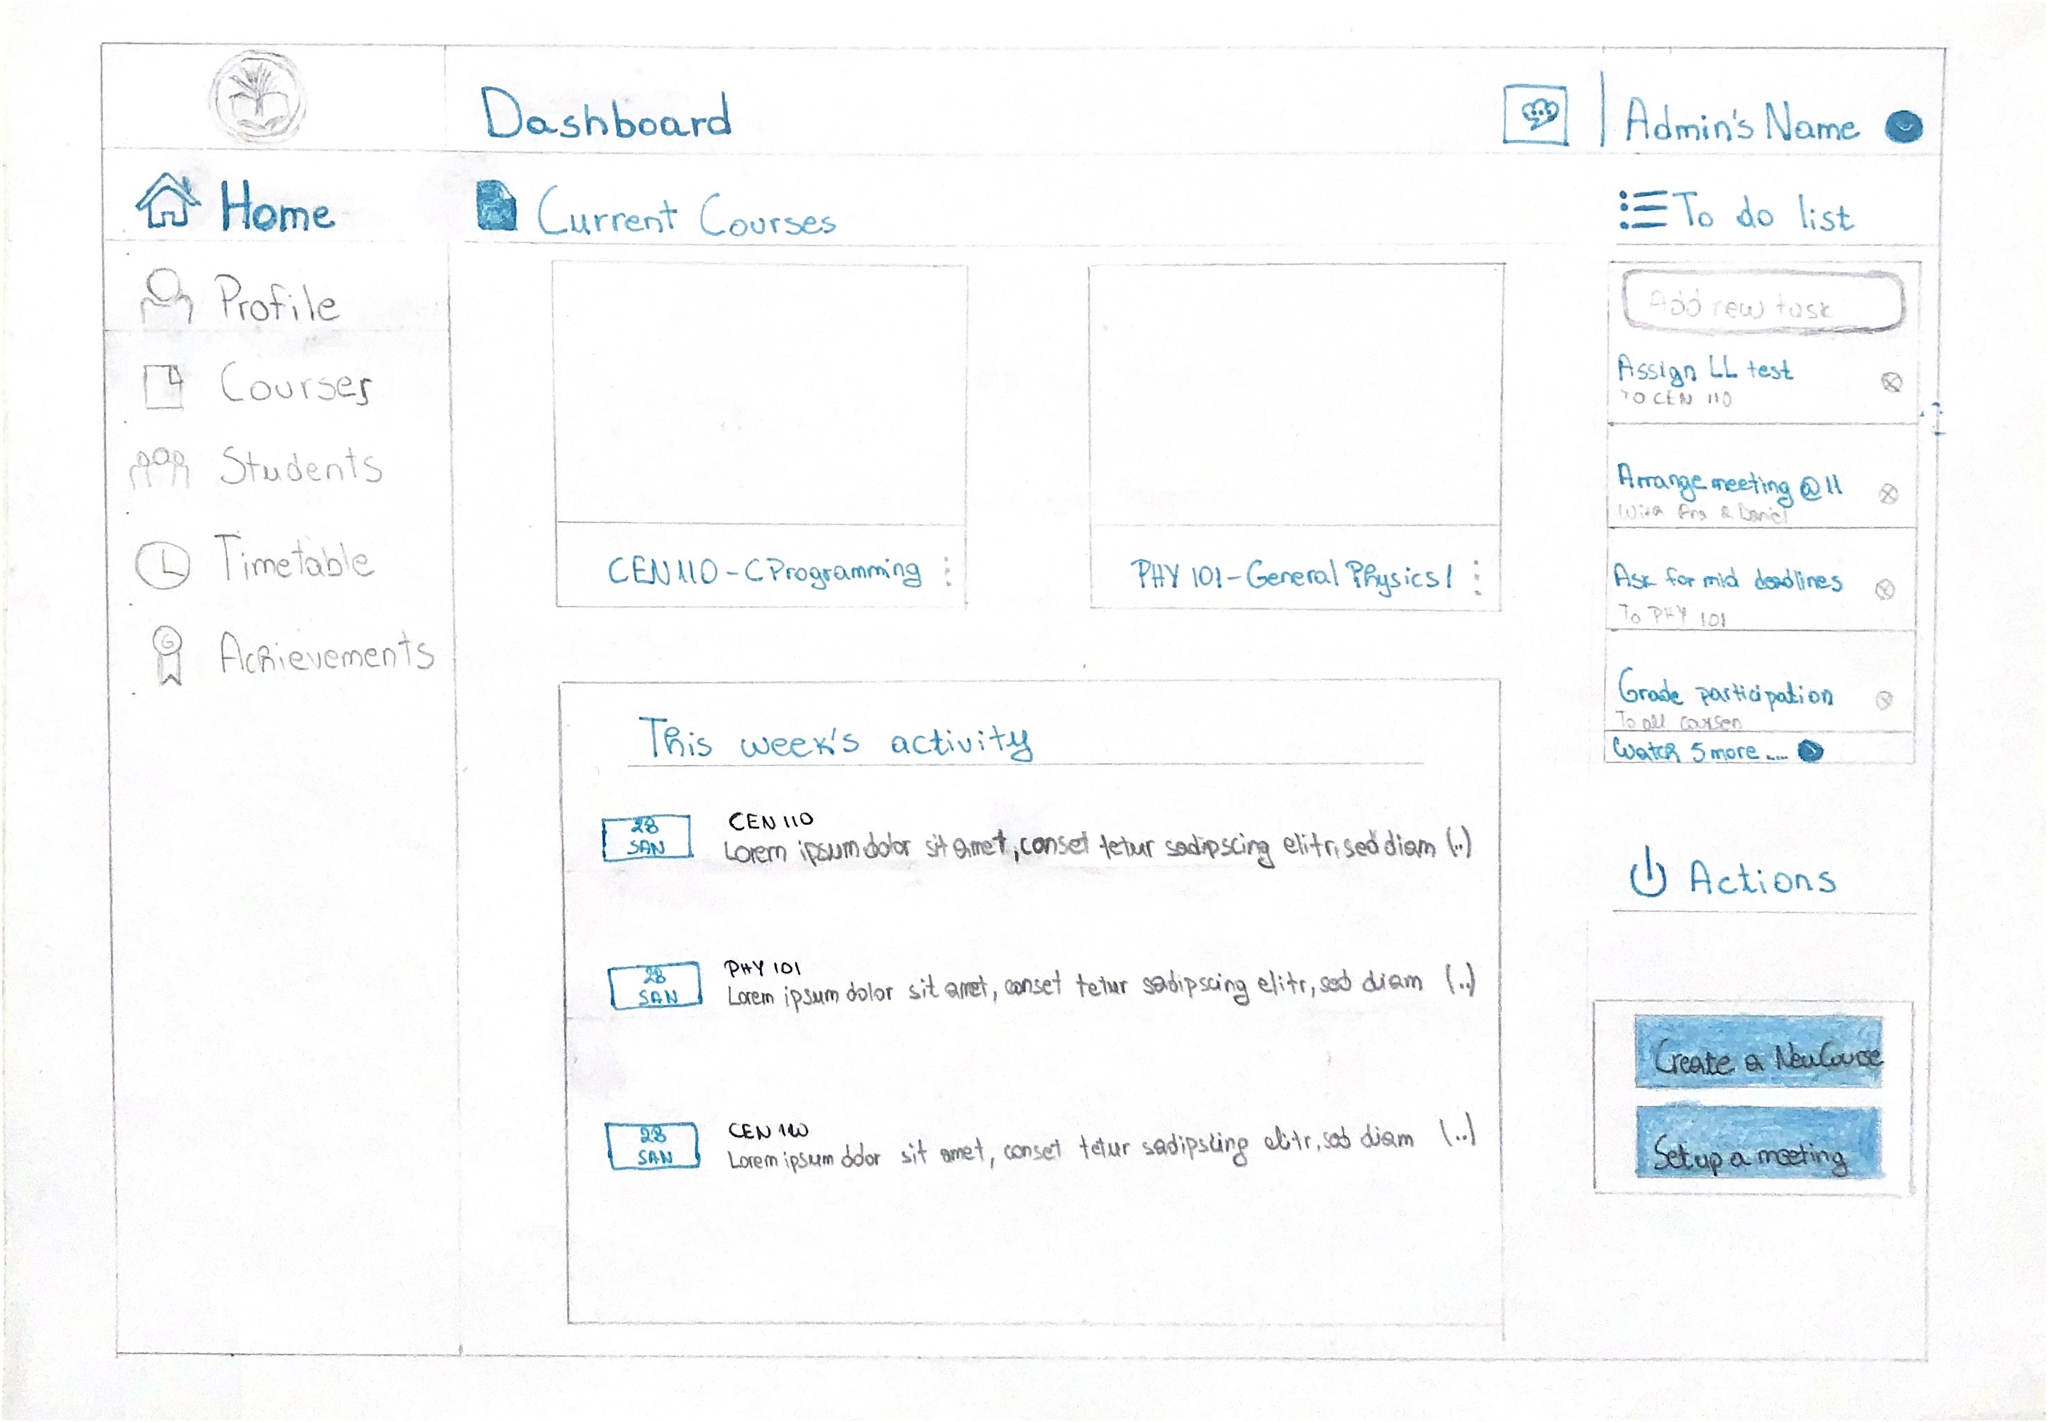 Dashboard
Admin's Name
Home
Profile
Courses
Students
Timetable
Achievements
Current Courses
CEN 110 - C Programming
PHY 101 - General Physics 1
This week's activity
28
SAN
CEN 110
Lorem ipsum dolor sit amet, conset tetur sadipscing elitr, sed diam (..)
28
SAN
PHY 101
Lorem ipsum dolor sit amet, conset tetur sadipscing elitr, sed diam (..)
28
SAN
CEN 110
Lorem ipsum dolor sit amet, conset tetur sadipscing elitr, sed diam (..)
To do list
Add new task
Assign LL test
TO CEN 110
Arrange meeting @ 11
With & Daniel
Ask for mid deadlines
To PHY 101
Grade participation
To all courses
Watch 5 more ....
Actions
Create a New Course
Set up a meeting